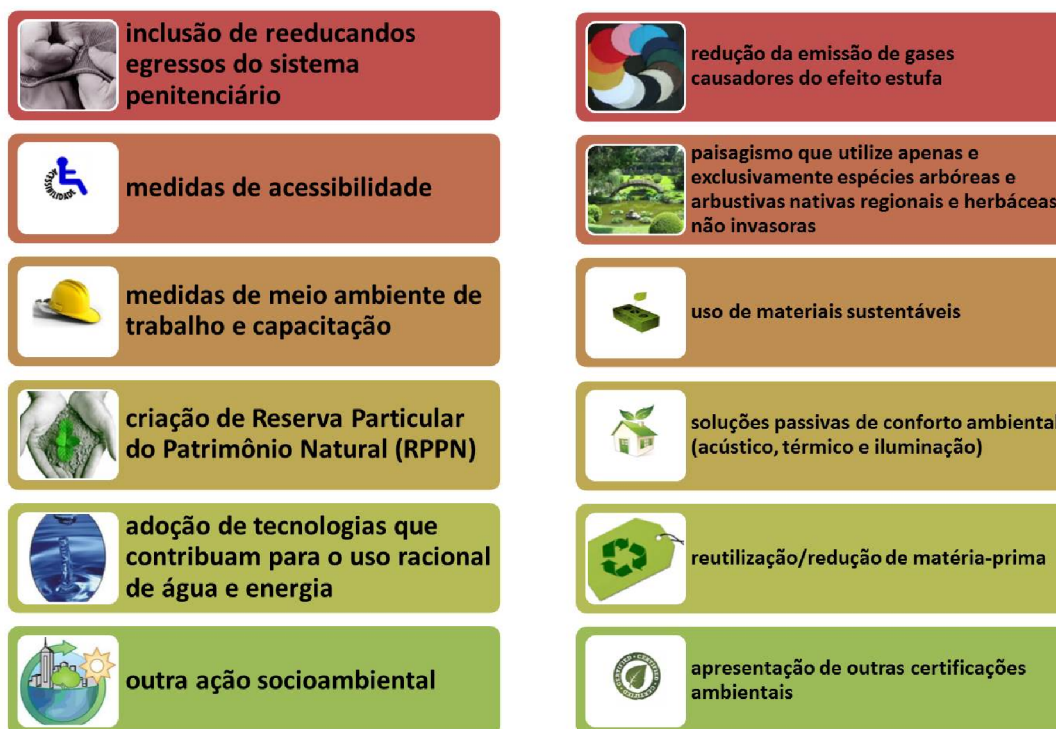 inclusão de reeducandos
egressos do sistema
penitenciário
medidas de acessibilidade
ACESSIBILIDADE
medidas de meio ambiente de
trabalho e capacitação
criação de Reserva Particular
do Patrimônio Natural (RPPN)
adoção de tecnologias que
contribuam para o uso racional
de água e energia
outra ação socioambiental
redução da emissão de gases
causadores do efeito estufa
paisagismo que utilize apenas e
exclusivamente espécies arbóreas e
arbustivas nativas regionais e herbáceas
não invasoras
uso de materiais sustentáveis
soluções passivas de conforto ambiental
(acústico, térmico e iluminação)
reutilização/redução de matéria-prima
apresentação de outras certificações
ambientais